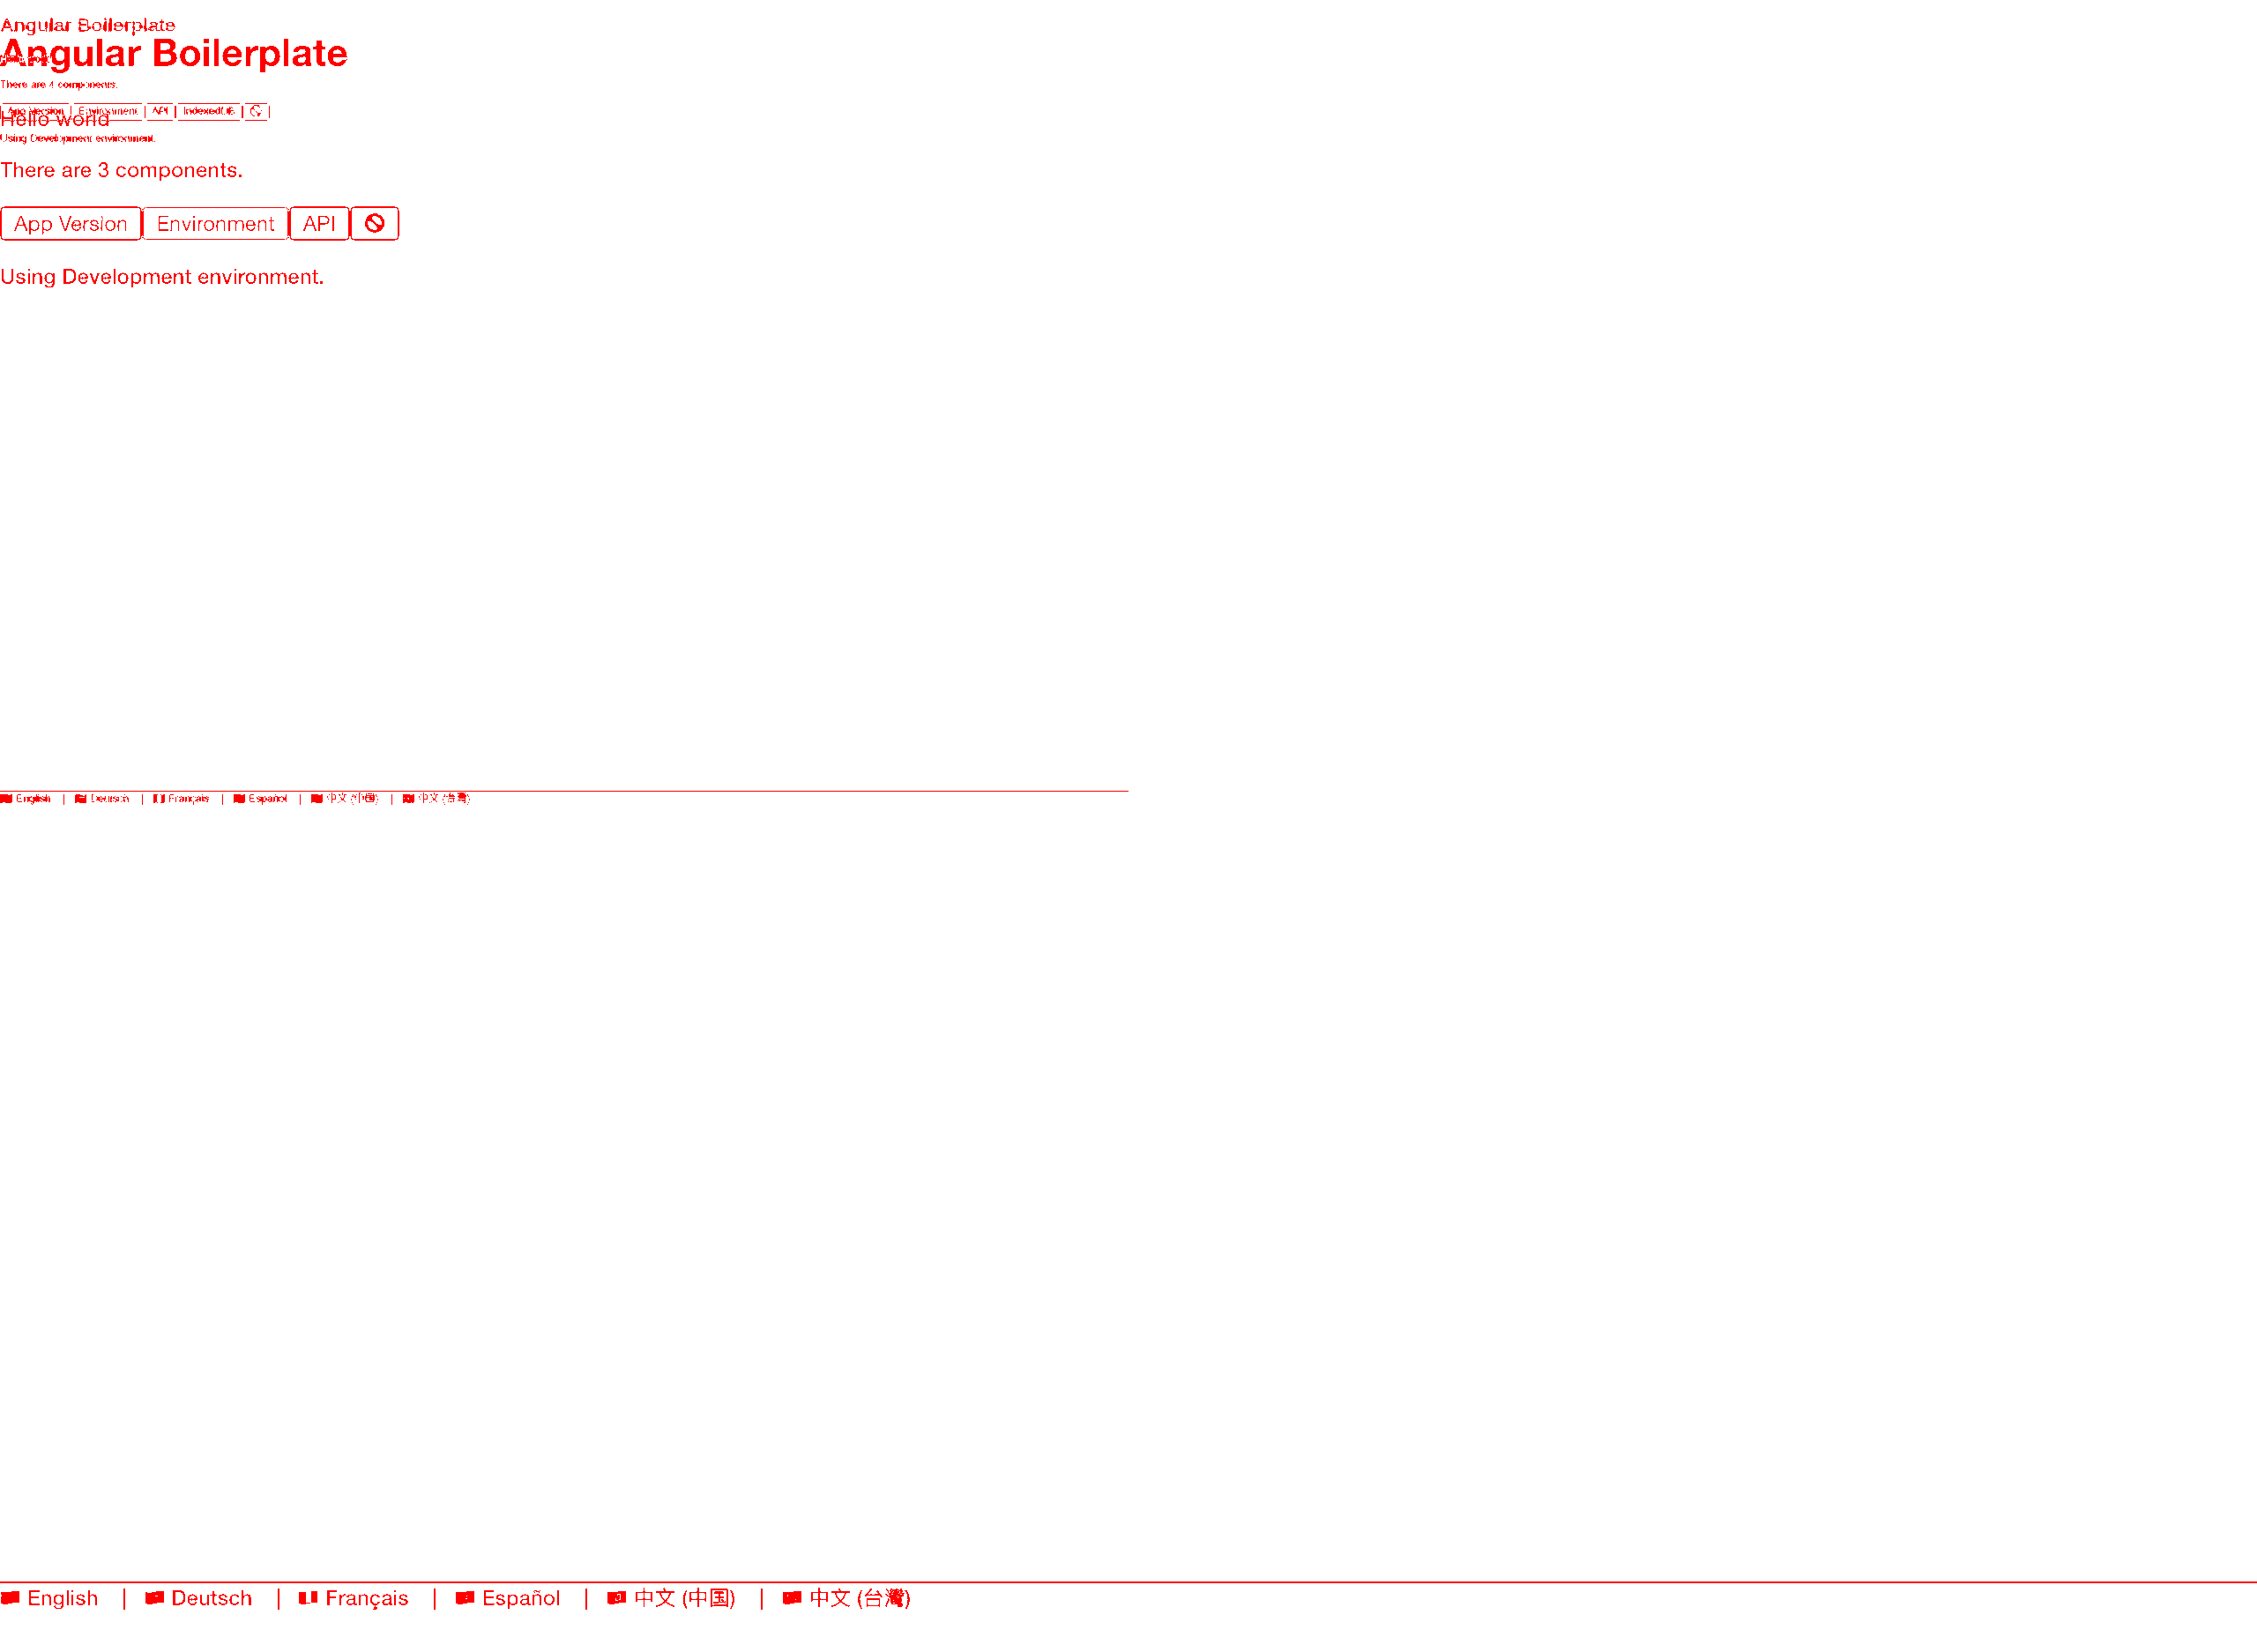 Angular Boilerplate
Angular Boilerplate
There are 4 components.
App Version Environment API IndexedDB
Hello world
Using Development environment.
There are 3 components.
App Version Environment API
Using Development environment.
English | Deutsch | Français | Español | 中文 (中国) | 中文 (台灣)
English | Deutsch | Français | Español | 中文 (中国) | 中文 (台灣)